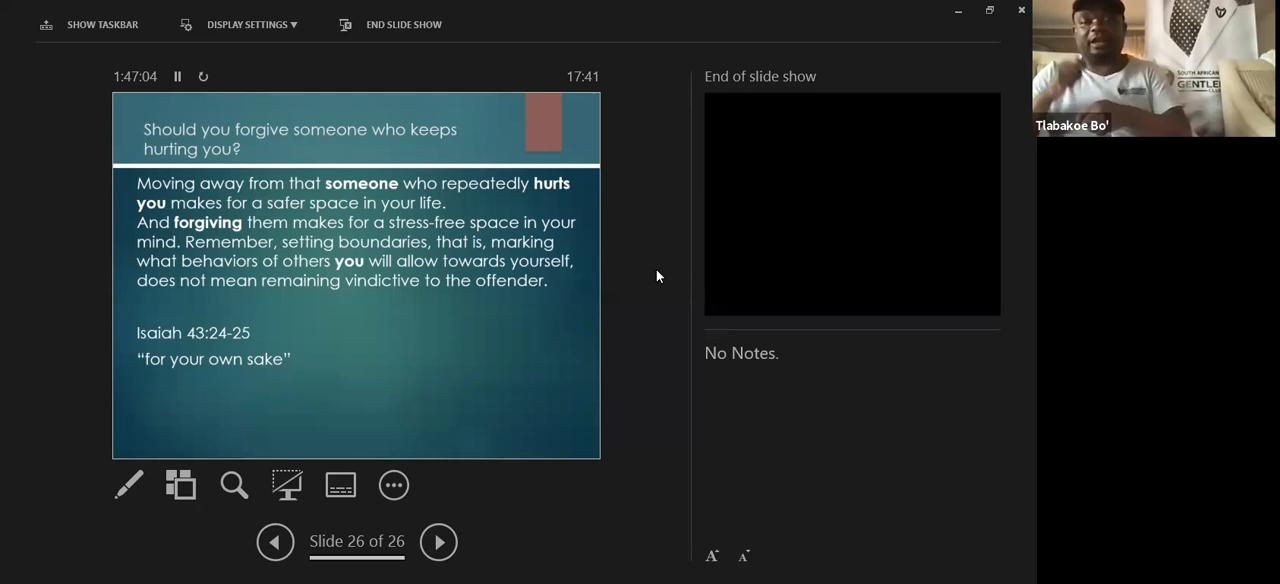 SHOW TASKBAR
DISPLAY SETTINGS ▼
END SLIDE SHOW
1:47:04
17:41
Should you forgive someone who keeps
hurting you?
Moving away from that someone who repeatedly hurts
you makes for a safer space in your life.
And forgiving them makes for a stress-free space in your
mind. Remember, setting boundaries, that is, marking
what behaviors of others you will allow towards yourself,
does not mean remaining vindictive to the offender.
Isaiah 43:24-25
“for your own sake”
Slide 26 of 26
End of slide show
No Notes.
A A
SOUTH AFRICAN
GENTLE
Tlabakoe Bo'